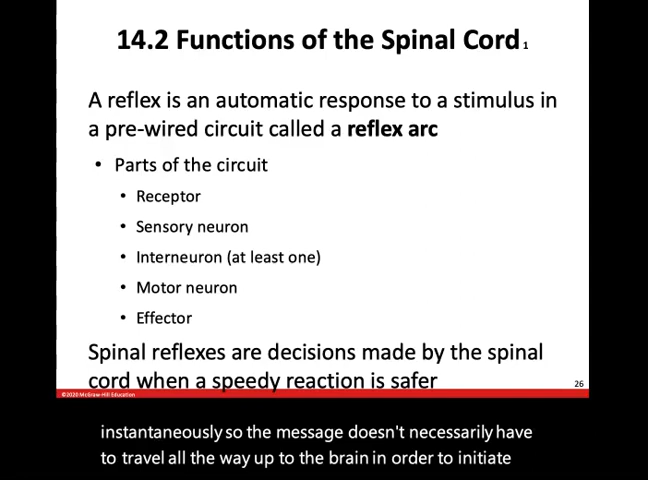 14.2 Functions of the Spinal Cord 1
A reflex is an automatic response to a stimulus in
a pre-wired circuit called a reflex arc
• Parts of the circuit
• Receptor
• Sensory neuron
• Interneuron (at least one)
• Motor neuron
• Effector
Spinal reflexes are decisions made by the spinal
cord when a speedy reaction is safer
26
©2020 McGraw-Hill Education
instantaneously so the message doesn't necessarily have
to travel all the way up to the brain in order to initiate